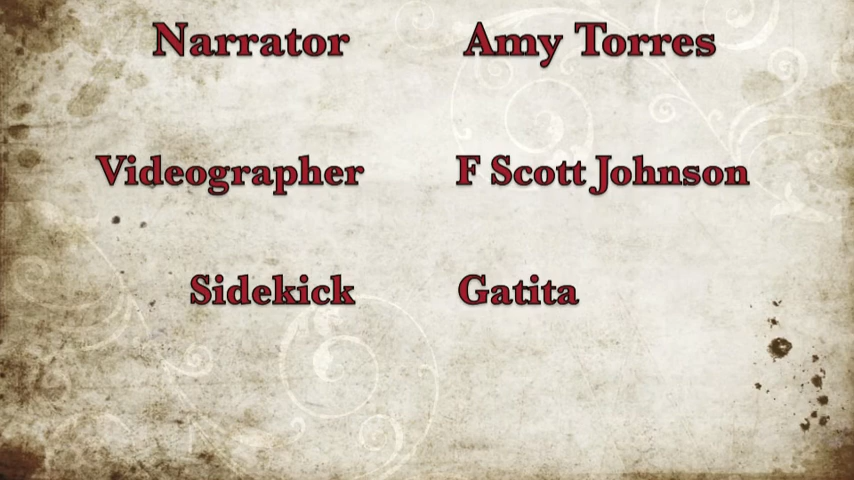 Narrator Amy Torres
Videographer F Scott Johnson
Sidekick Gatita